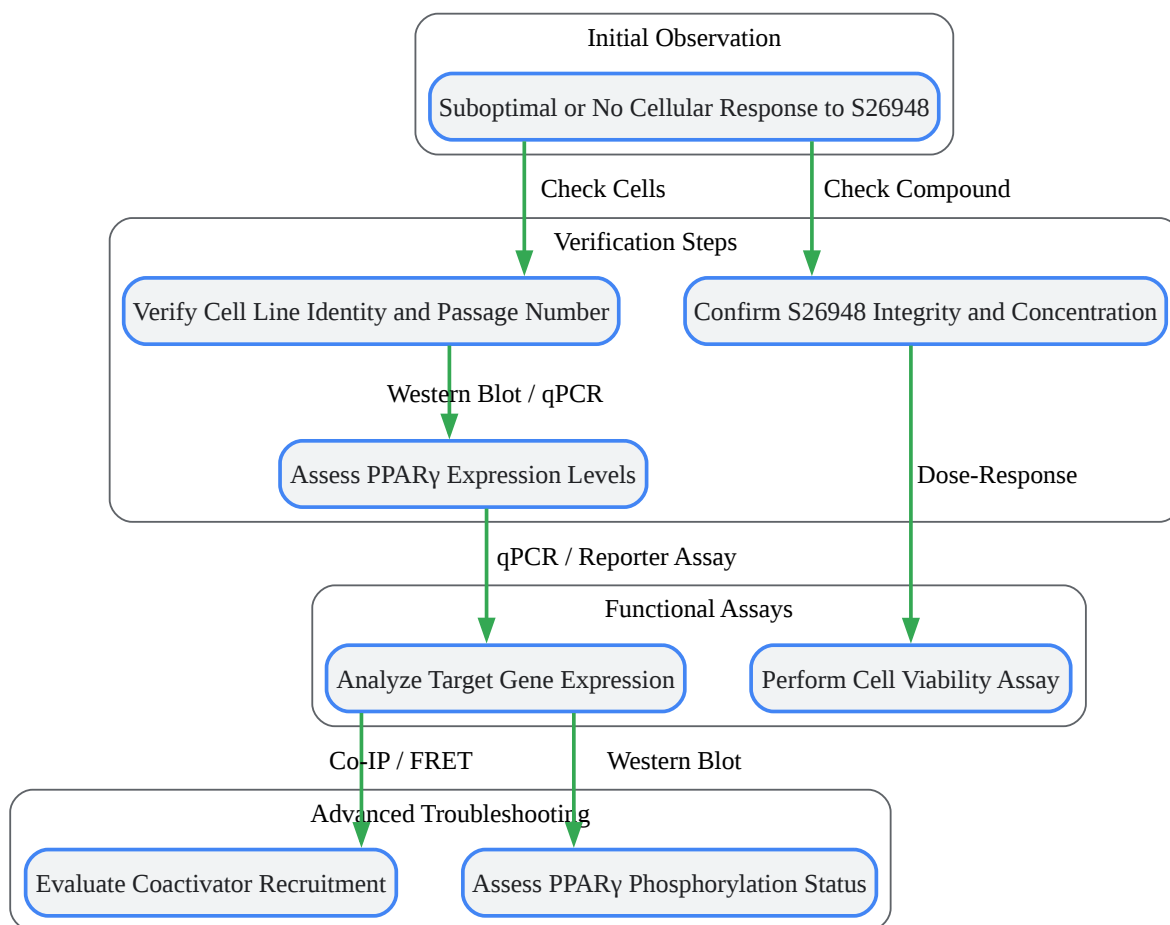 Initial Observation
Suboptimal or No Cellular Response to S26948
Check Cells
Check Compound
Verification Steps
Verify Cell Line Identity and Passage Number
Confirm S26948 Integrity and Concentration
Western Blot / qPCR
Assess PPARγ Expression Levels
Dose-Response
qPCR / Reporter Assay
Functional Assays
Analyze Target Gene Expression
Perform Cell Viability Assay
Co-IP / FRET
Western Blot
Advanced Troubleshooting
Evaluate Coactivator Recruitment
Assess PPARγ Phosphorylation Status